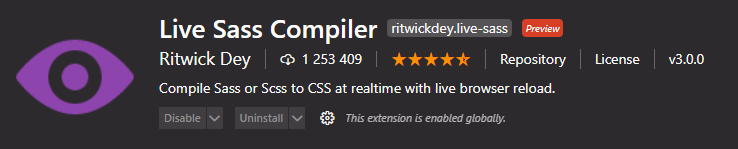 Live Sass Compiler ritwickdey.live-sass Preview
Ritwick Dey 1 253 409 Repository License v3.0.0
Compile Sass or Scss to CSS at realtime with live browser reload.
Disable Uninstall This extension is enabled globally.